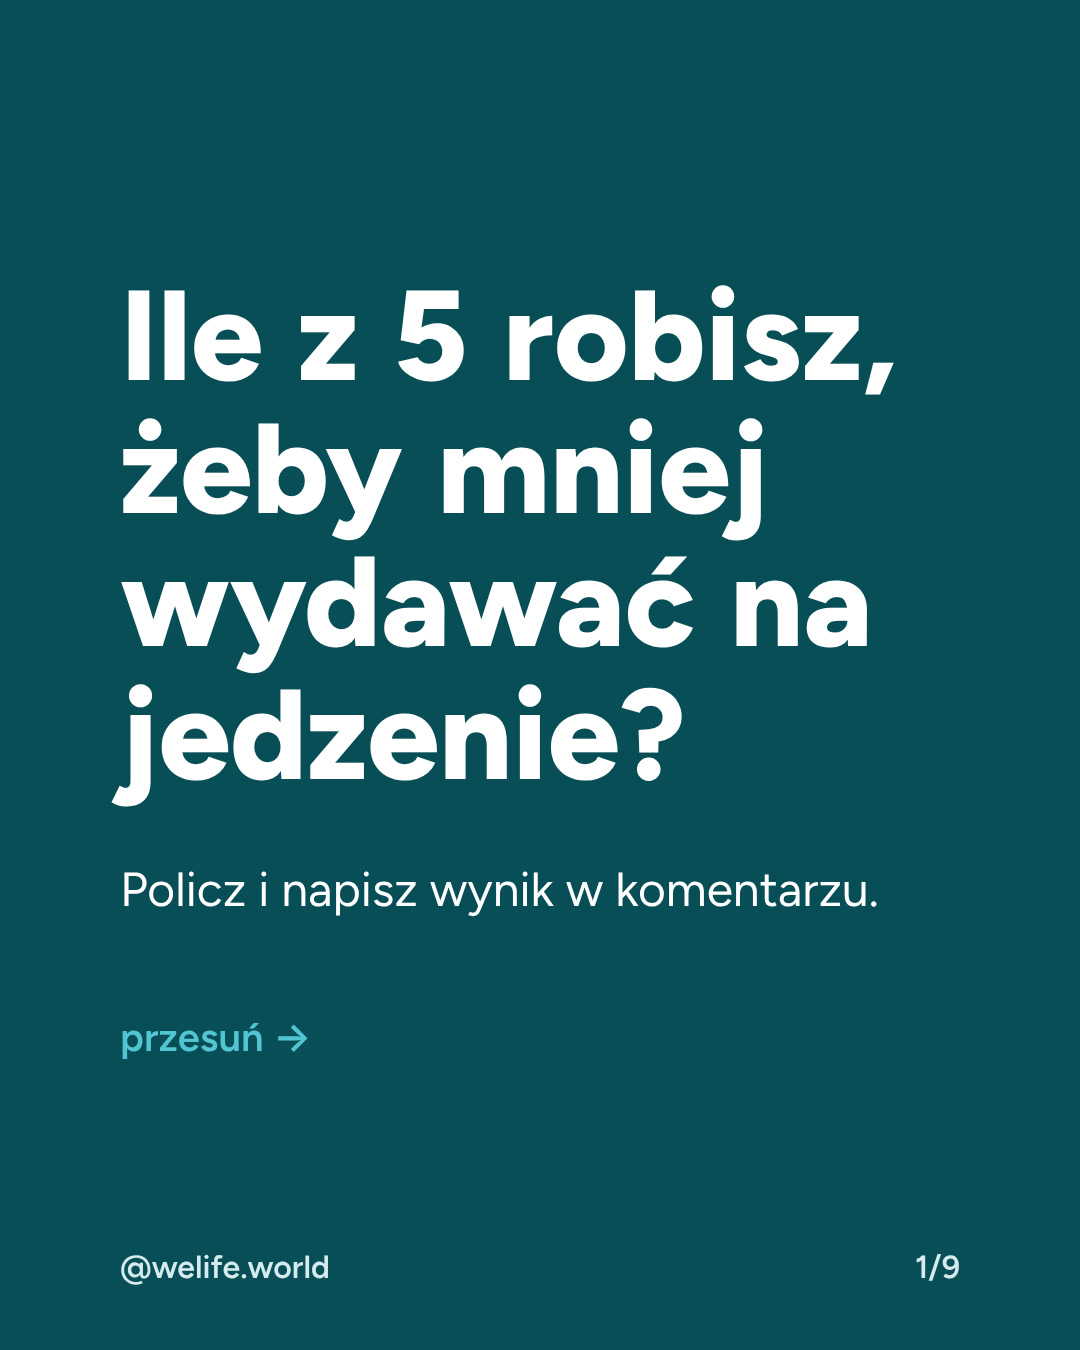 Ile z 5 robisz,
żeby mniej
wydawać na
jedzenie?
Policz i napisz wynik w komentarzu.
przesuń →
@welife.world
1/9